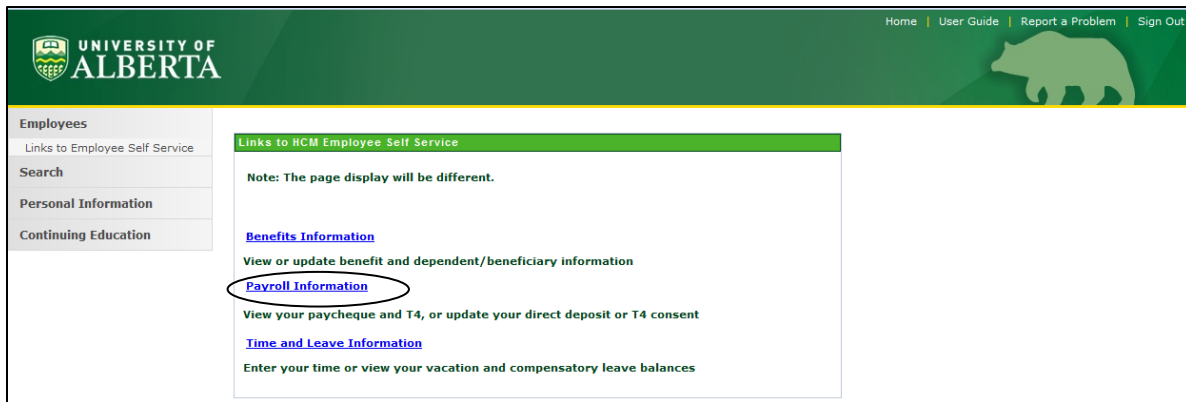 Home | User Guide | Report a Problem | Sign Out
UNIVERSITY OF
ALBERTA
Employees
Links to Employee Self Service
Search
Personal Information
Continuing Education
Links to HCM Employee Self Service
Note: The page display will be different.
Benefits Information
View or update benefit and dependent/beneficiary information
Payroll Information
View your paycheque and T4, or update your direct deposit or T4 consent
Time and Leave Information
Enter your time or view your vacation and compensatory leave balances